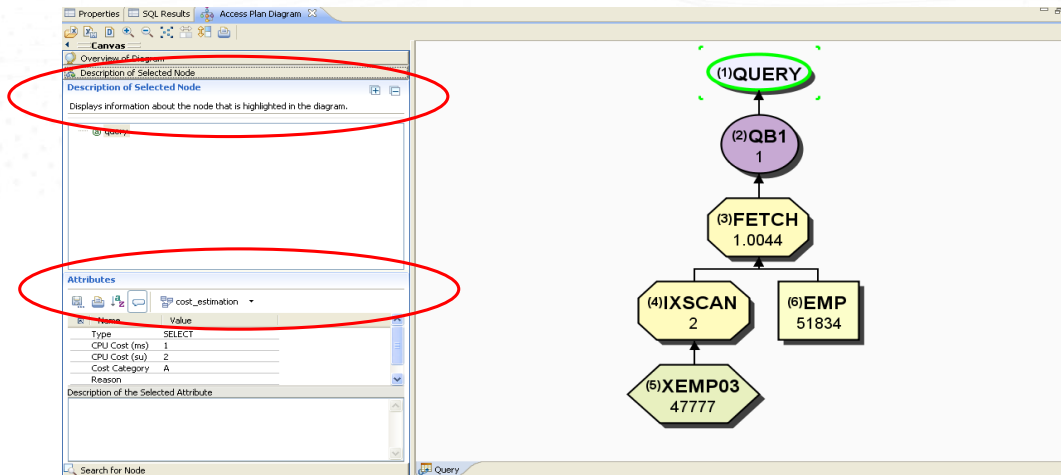 Properties SQL Results Access Plan Diagram
Canvas
Overview of Diagram
Description of Selected Node
Description of Selected Node
Displays information about the node that is highlighted in the diagram.
query
Attributes
cost_estimation
Name Value
Type SELECT
CPU Cost (ms) 1
CPU Cost (su) 2
Cost Category A
Reason
Description of the Selected Attribute
Search for Node
(1)QUERY
(2)QB1
1
(3)FETCH
1.0044
(4)IXSCAN
2
(6)EMP
51834
(5)XEMP03
47777
Query